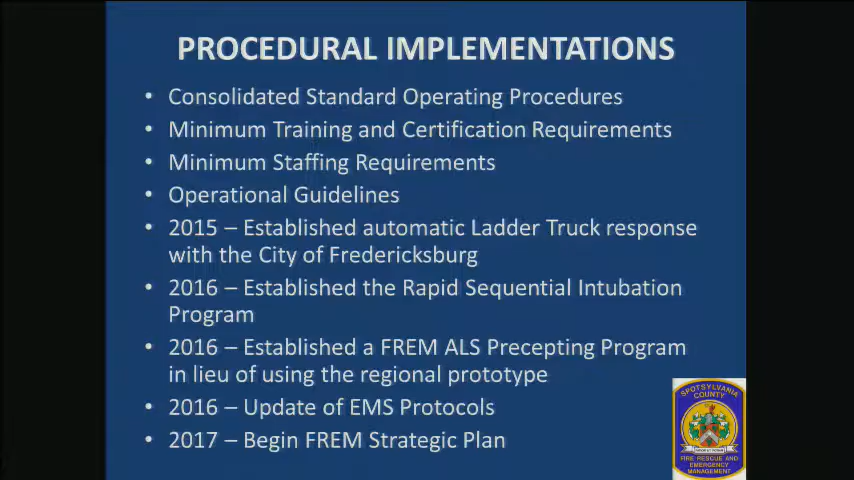 PROCEDURAL IMPLEMENTATIONS
• Consolidated Standard Operating Procedures
• Minimum Training and Certification Requirements
• Minimum Staffing Requirements
• Operational Guidelines
• 2015 – Established automatic Ladder Truck response
with the City of Fredericksburg
• 2016 – Established the Rapid Sequential Intubation
Program
• 2016 – Established a FREM ALS Precepting Program
in lieu of using the regional prototype
• 2016 – Update of EMS Protocols
• 2017 – Begin FREM Strategic Plan
SPOTSYLVANIA
COUNTY
FIRE RESCUE AND
EMERGENCY
MANAGEMENT